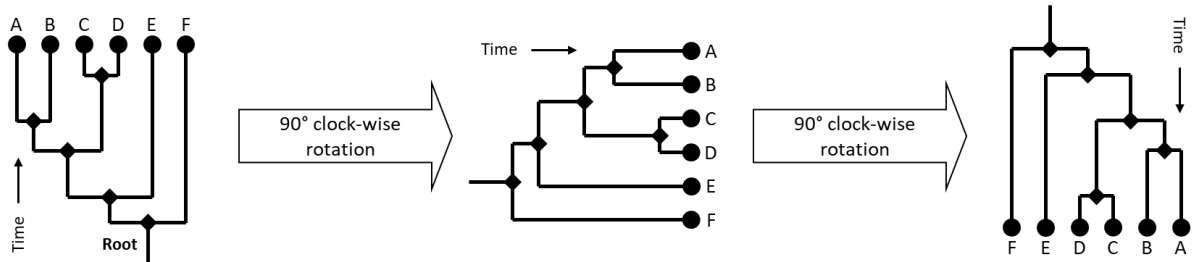 A B C D E F
Time
Root
90° clock-wise
rotation
Time
A
B
C
D
E
F
90° clock-wise
rotation
Time
F E D C B A